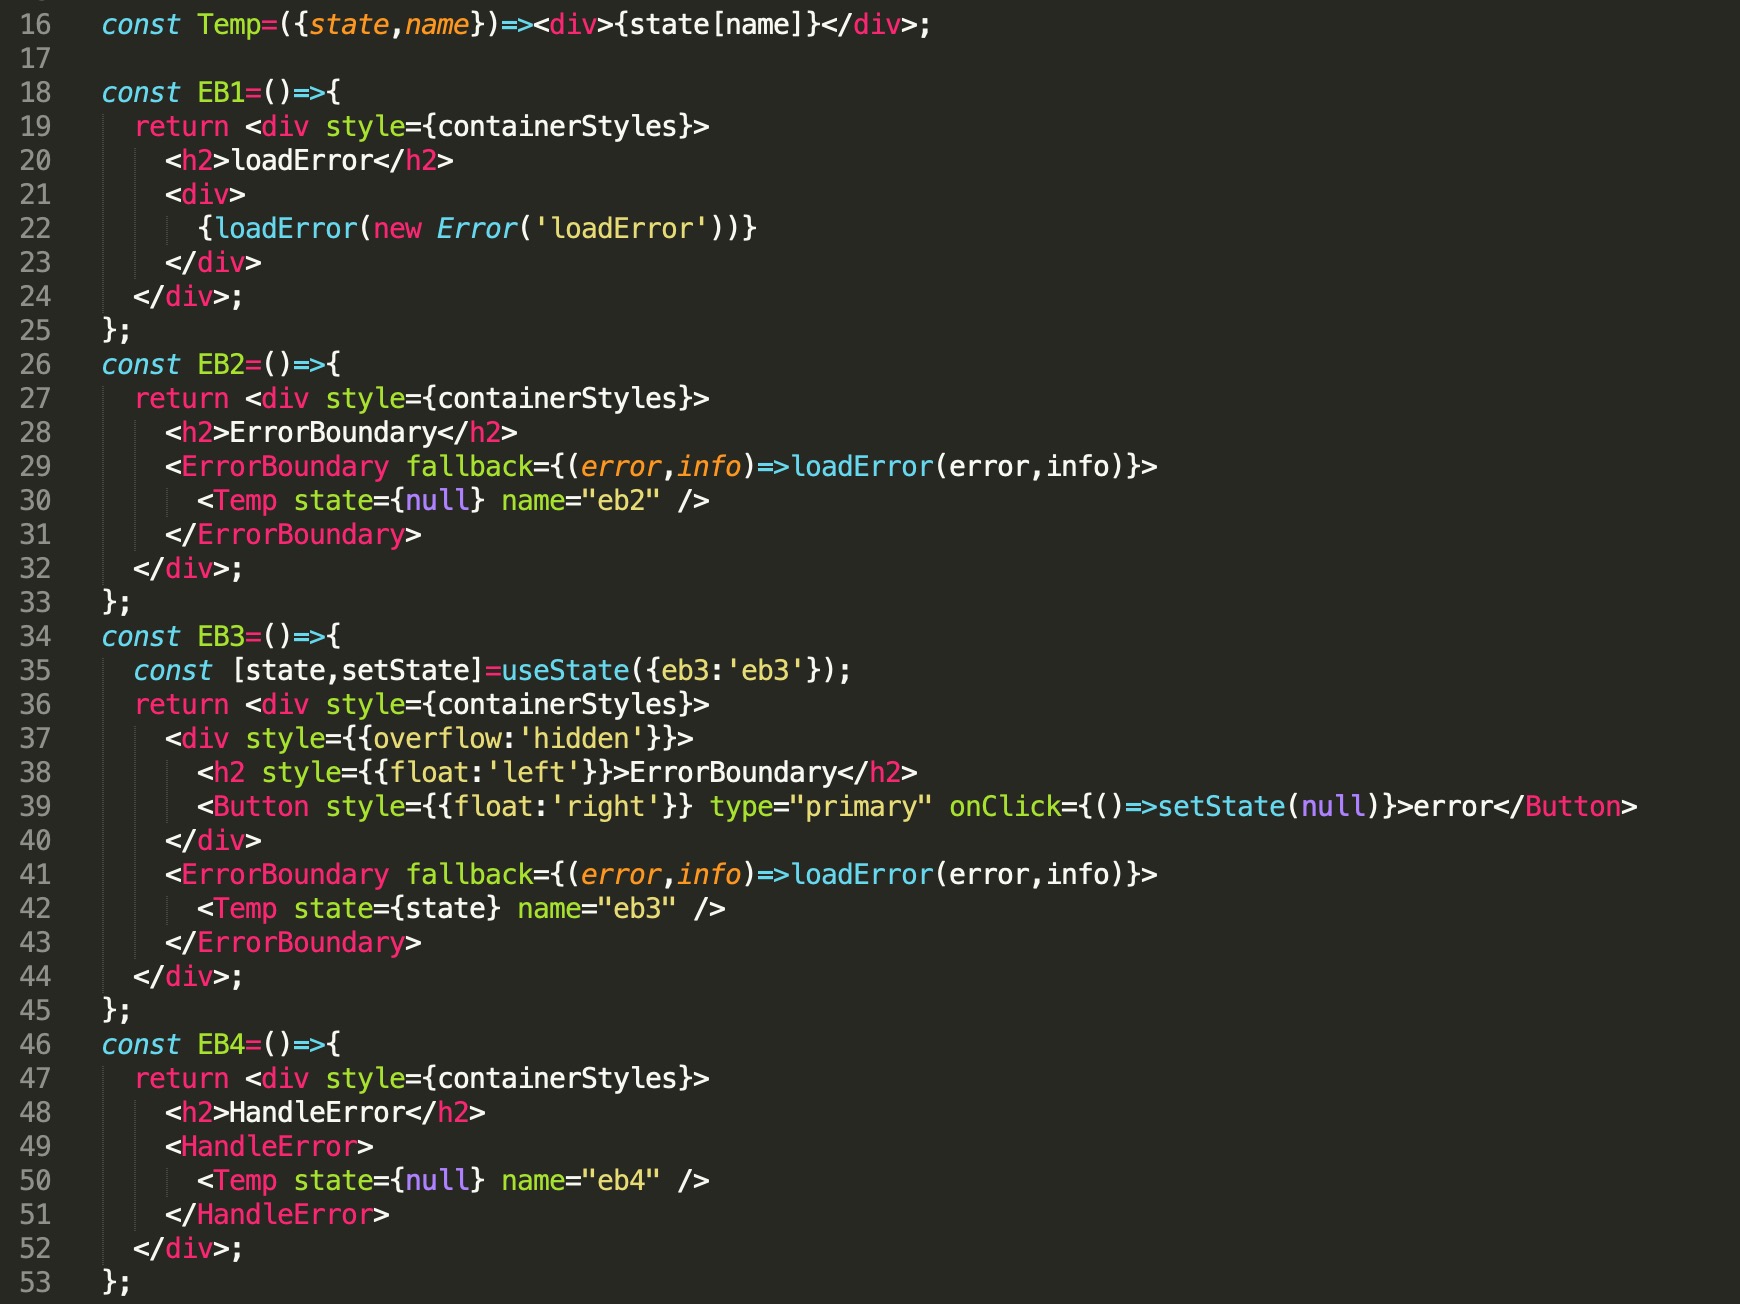 16 const Temp=({state,name})=><div>{state[name]}</div>;
17
18 const EB1=()=>{
19 return <div style={containerStyles}>
20 <h2>loadError</h2>
21 <div>
22 {loadError(new Error('loadError'))}
23 </div>
24 </div>;
25 };
26 const EB2=()=>{
27 return <div style={containerStyles}>
28 <h2>ErrorBoundary</h2>
29 <ErrorBoundary fallback={(error,info)=>loadError(error,info)}>
30 <Temp state={null} name="eb2" />
31 </ErrorBoundary>
32 </div>;
33 };
34 const EB3=()=>{
35 const [state,setState]=useState({eb3:'eb3'});
36 return <div style={containerStyles}>
37 <div style={{overflow:'hidden'}}>
38 <h2 style={{float:'left'}}>ErrorBoundary</h2>
39 <Button style={{float:'right'}} type="primary" onClick={()=>setState(null)}>error</Button>
40 </div>
41 <ErrorBoundary fallback={(error,info)=>loadError(error,info)}>
42 <Temp state={state} name="eb3" />
43 </ErrorBoundary>
44 </div>;
45 };
46 const EB4=()=>{
47 return <div style={containerStyles}>
48 <h2>HandleError</h2>
49 <HandleError>
50 <Temp state={null} name="eb4" />
51 </HandleError>
52 </div>;
53 };